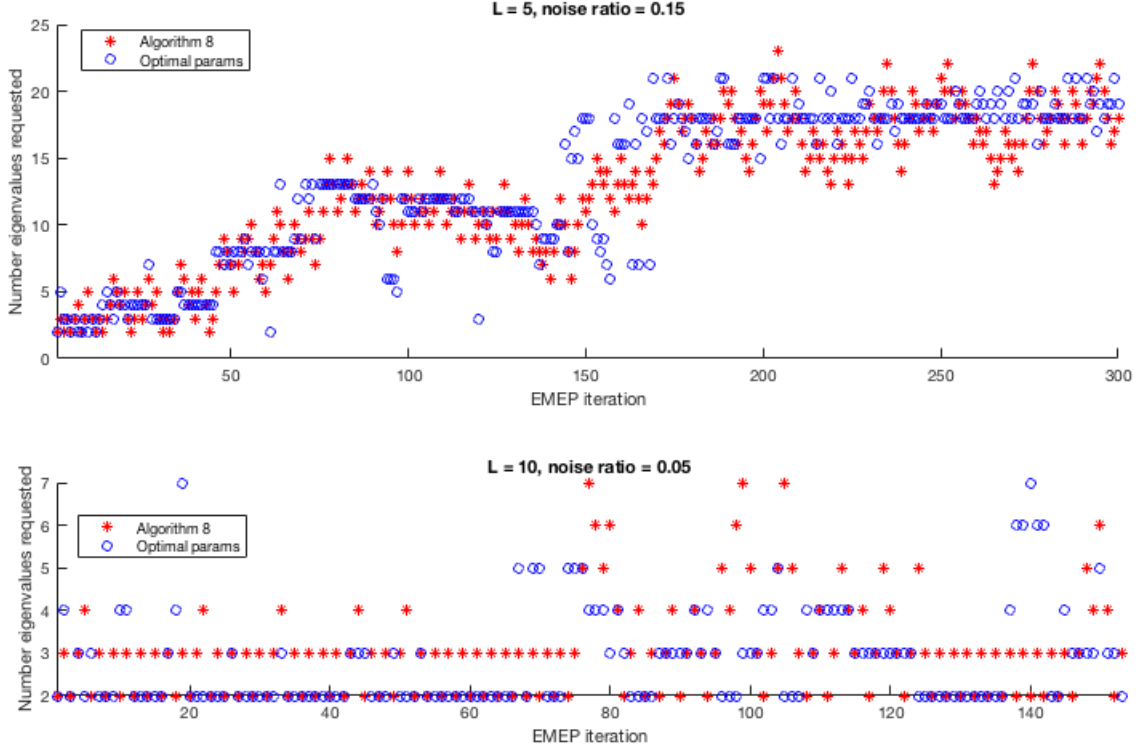 L = 5, noise ratio = 0.15
Number eigenvalues requested
25
20
15
10
5
0
Algorithm 8
Optimal params
50 100 150 200 250 300
EMEP iteration
L = 10, noise ratio = 0.05
Number eigenvalues requested
7
6
5
4
3
2
Algorithm 8
Optimal params
20 40 60 80 100 120 140
EMEP iteration